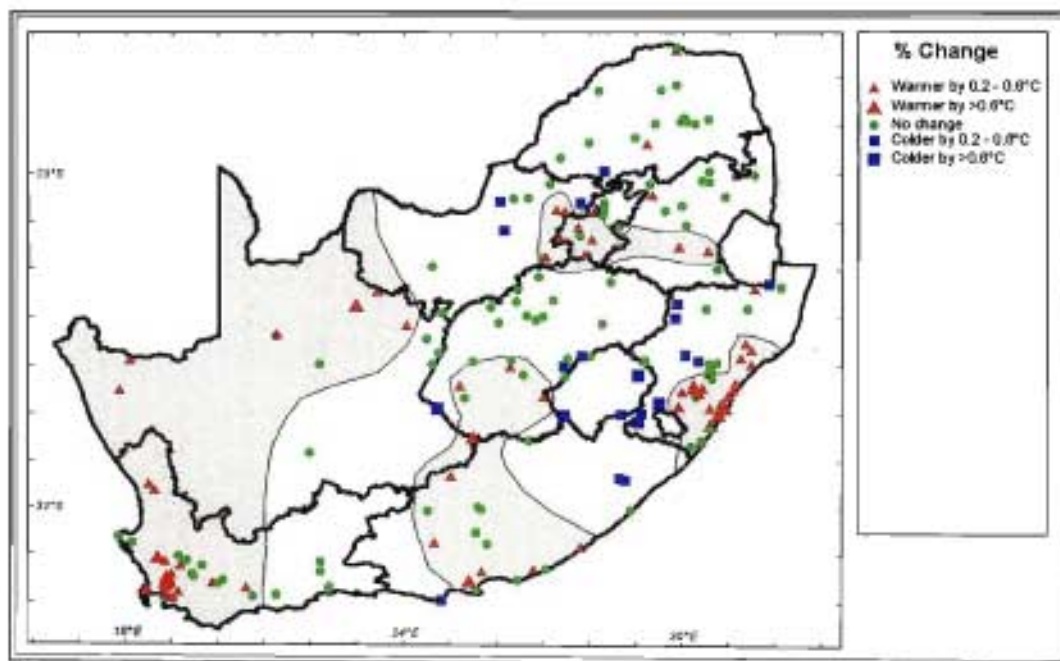 % Change
Warmer by 0.2 - 0.6°C
Warmer by >0.6°C
No change
Colder by 0.2 - 0.6°C
Colder by >0.6°C
18°E
24°E
30°E